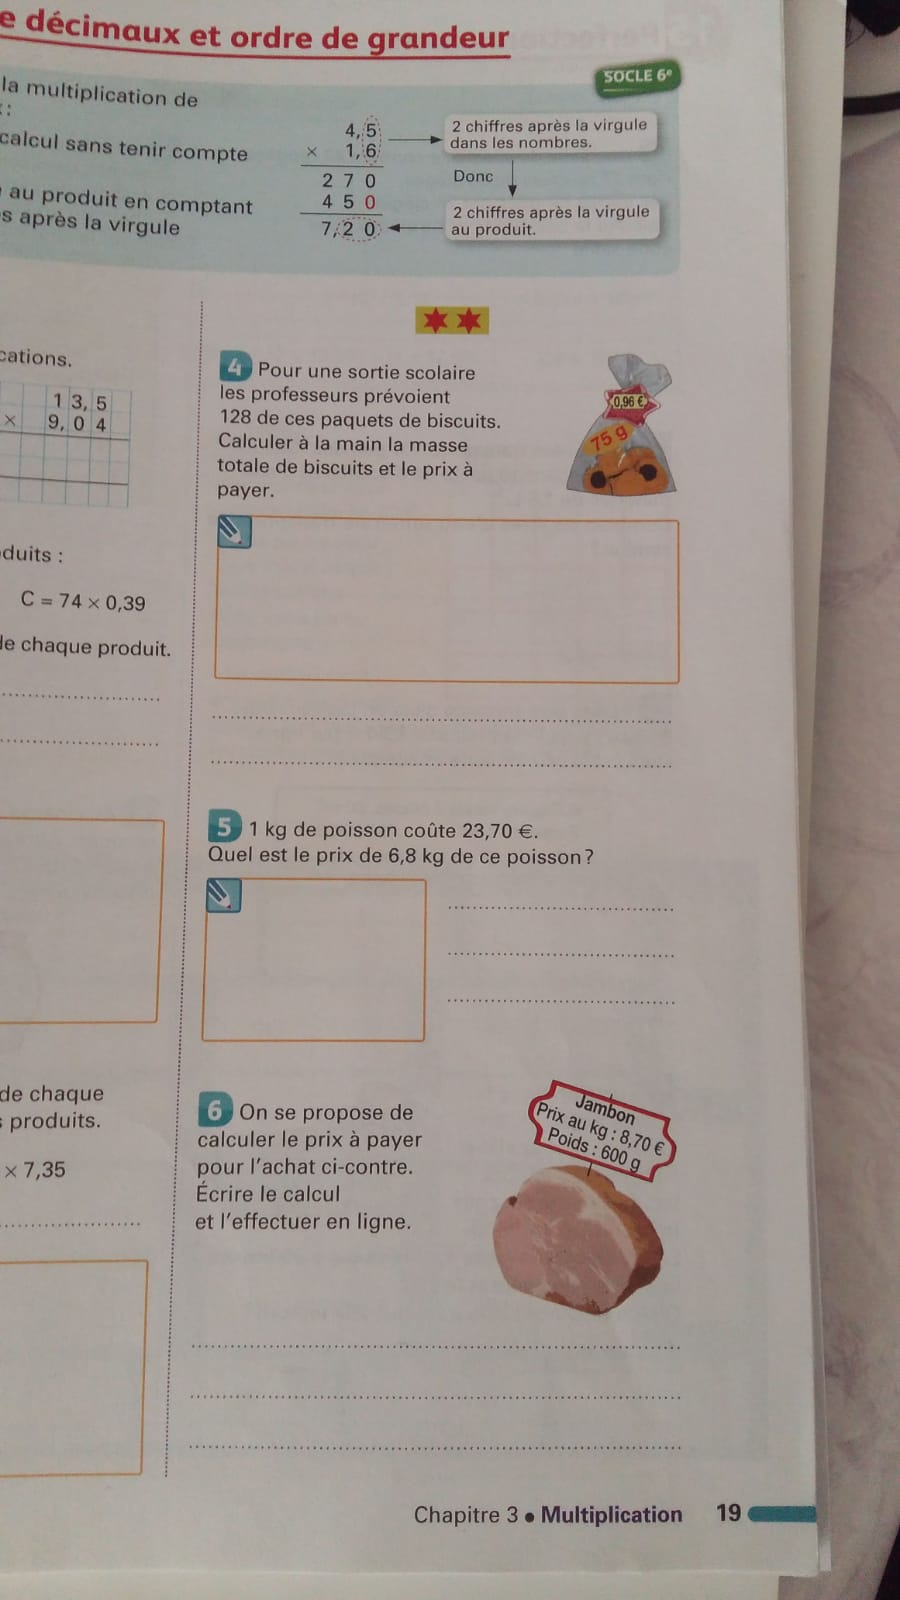 e décimaux et ordre de grandeur
SOCLE 6e
la multiplication de
:
calcul sans tenir compte
au produit en comptant
s après la virgule
4,5
× 1,6
2 7 0
4 5 0
7,2 0
2 chiffres après la virgule
dans les nombres.
Donc
2 chiffres après la virgule
au produit.
cations.
1 3, 5
× 9, 0 4
duits :
C = 74 × 0,39
de chaque produit.
de chaque
s produits.
× 7,35
4 Pour une sortie scolaire
les professeurs prévoient
128 de ces paquets de biscuits.
Calculer à la main la masse
totale de biscuits et le prix à
payer.
0,96 €
75 g
5 1 kg de poisson coûte 23,70 €.
Quel est le prix de 6,8 kg de ce poisson ?
6 On se propose de
calculer le prix à payer
pour l'achat ci-contre.
Écrire le calcul
et l'effectuer en ligne.
Jambon
Prix au kg : 8,70 €
Poids : 600 g
Chapitre 3 • Multiplication 19